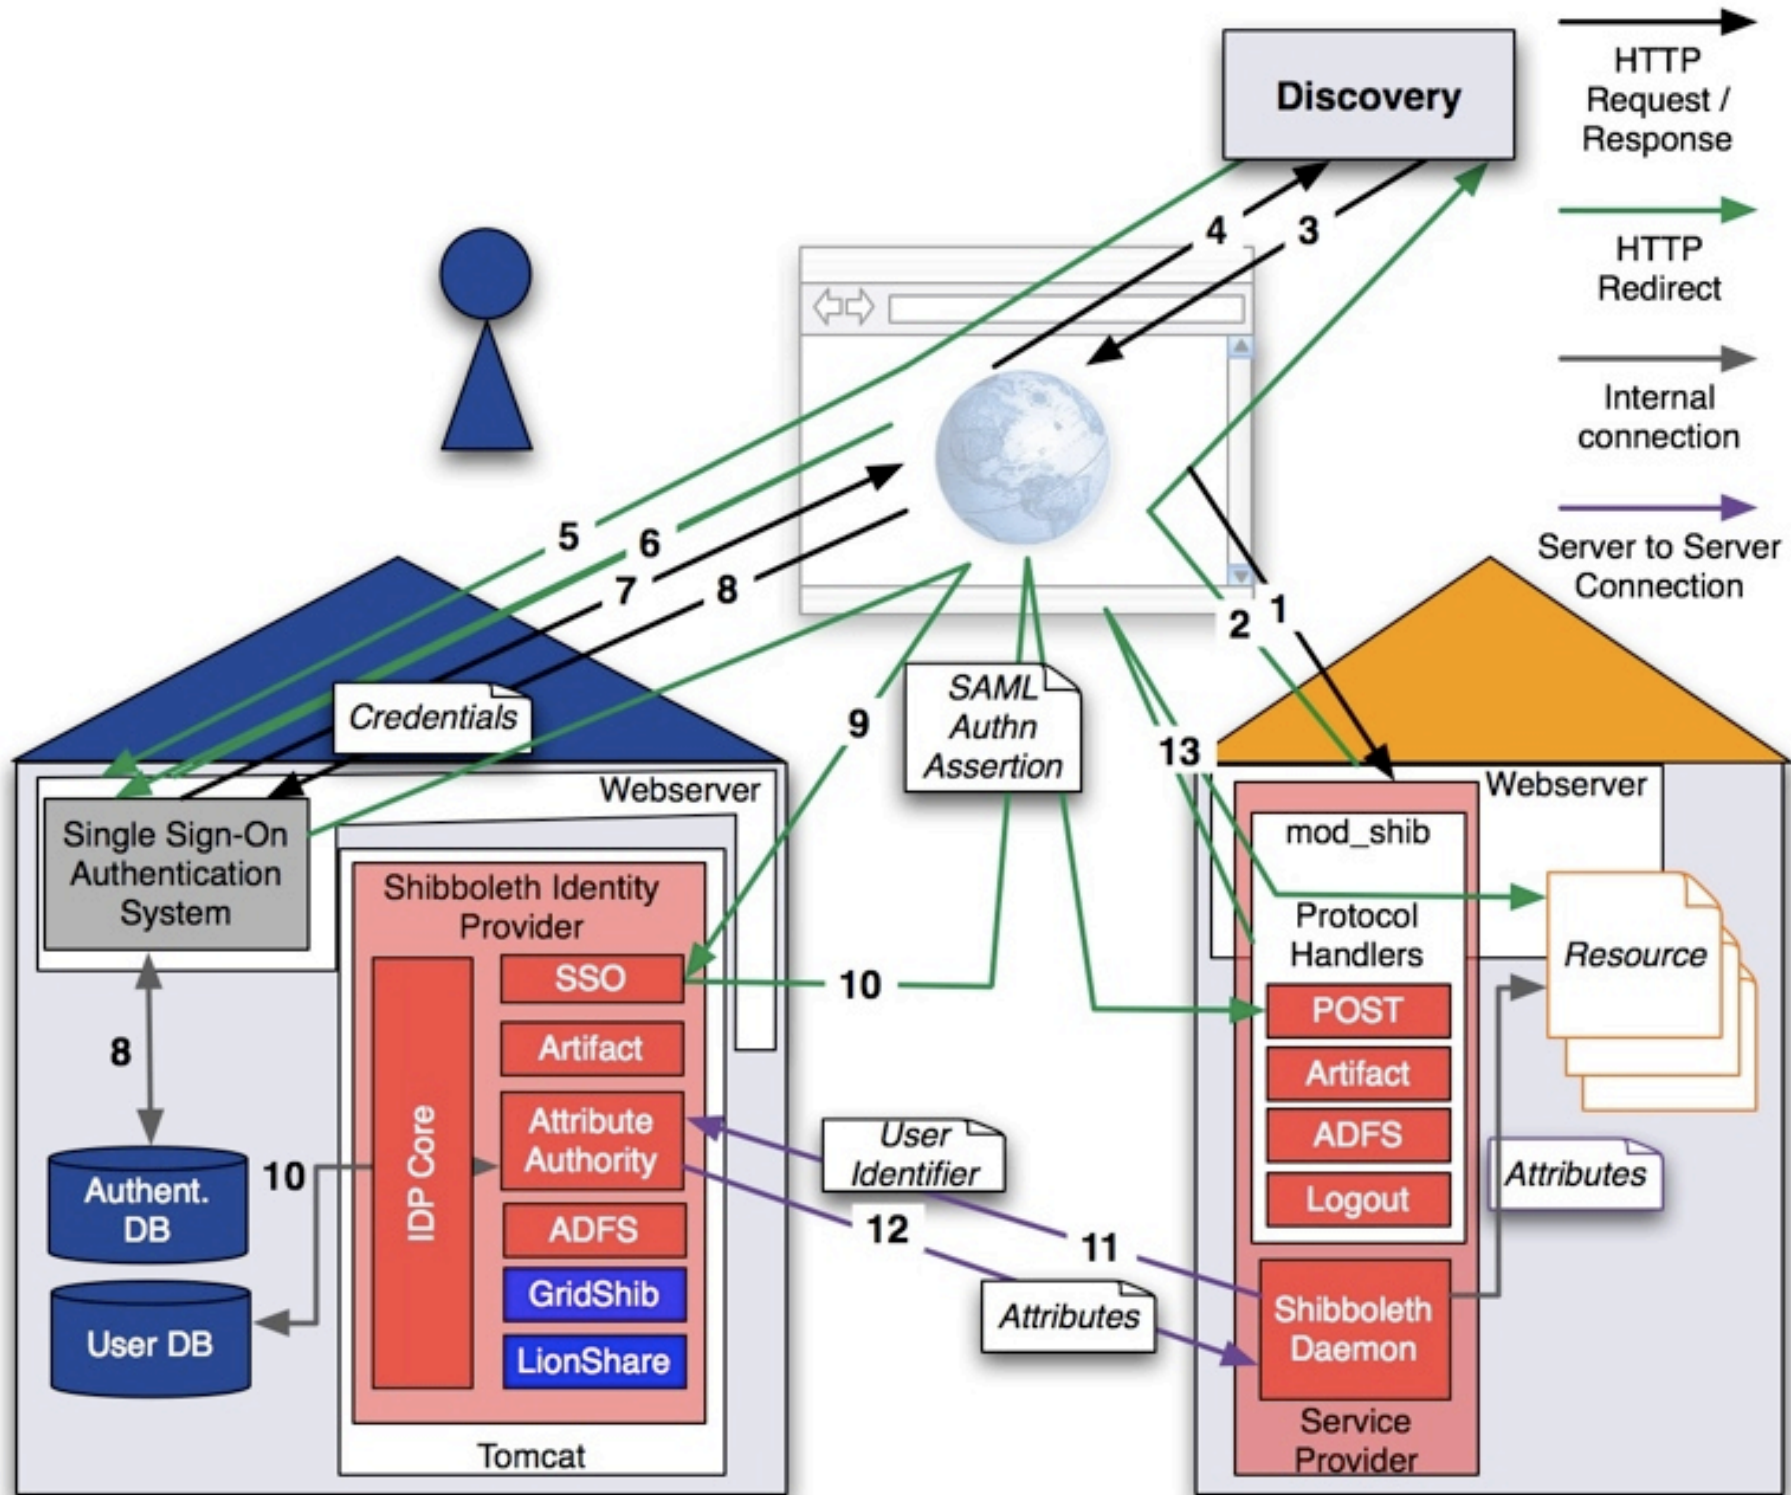 Discovery
HTTP
Request /
Response
HTTP
Redirect
Internal
connection
Server to Server
Connection
4
3
5
6
7
8
1
2
9
13
SAML
Authn
Assertion
Credentials
Webserver
Single Sign-On
Authentication
System
Shibboleth Identity
Provider
IDP Core
SSO
Artifact
Attribute
Authority
ADFS
GridShib
LionShare
Tomcat
8
10
Authent.
DB
User DB
10
User
Identifier
11
12
Attributes
Webserver
mod_shib
Protocol
Handlers
POST
Artifact
ADFS
Logout
Resource
Attributes
Shibboleth
Daemon
Service
Provider